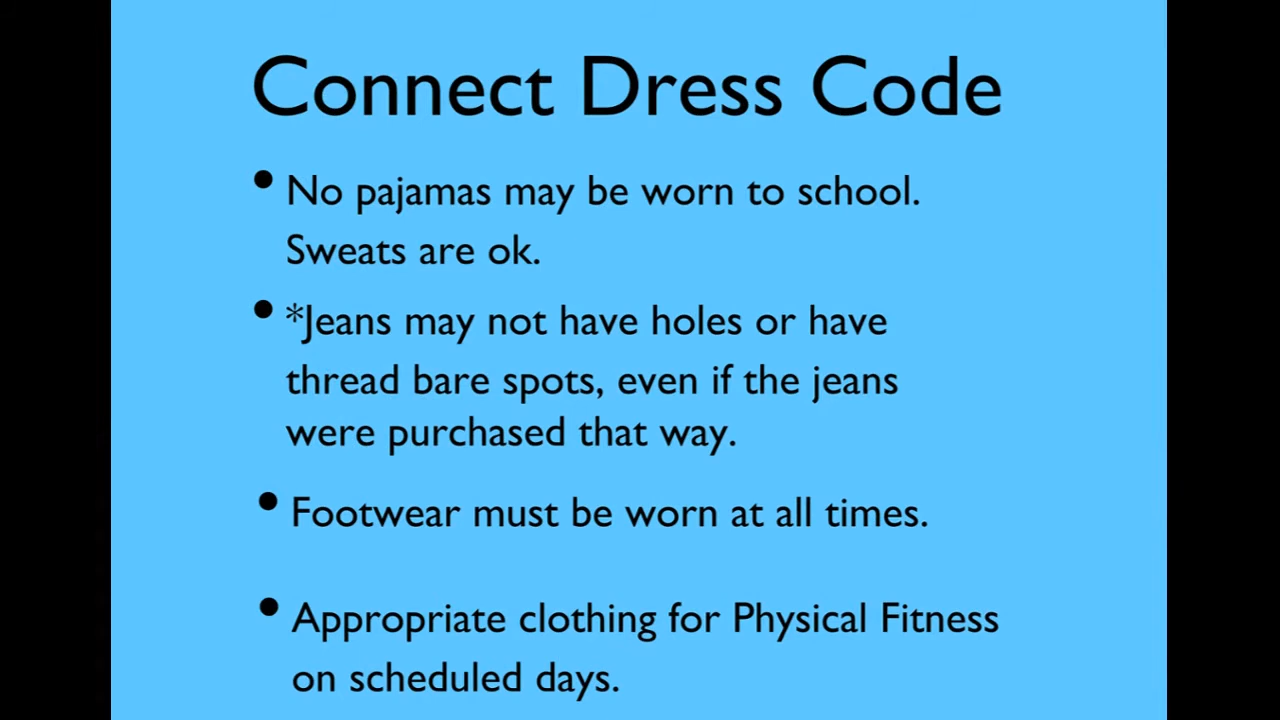 Connect Dress Code
• No pajamas may be worn to school.
Sweats are ok.
• *Jeans may not have holes or have
thread bare spots, even if the jeans
were purchased that way.
• Footwear must be worn at all times.
• Appropriate clothing for Physical Fitness
on scheduled days.